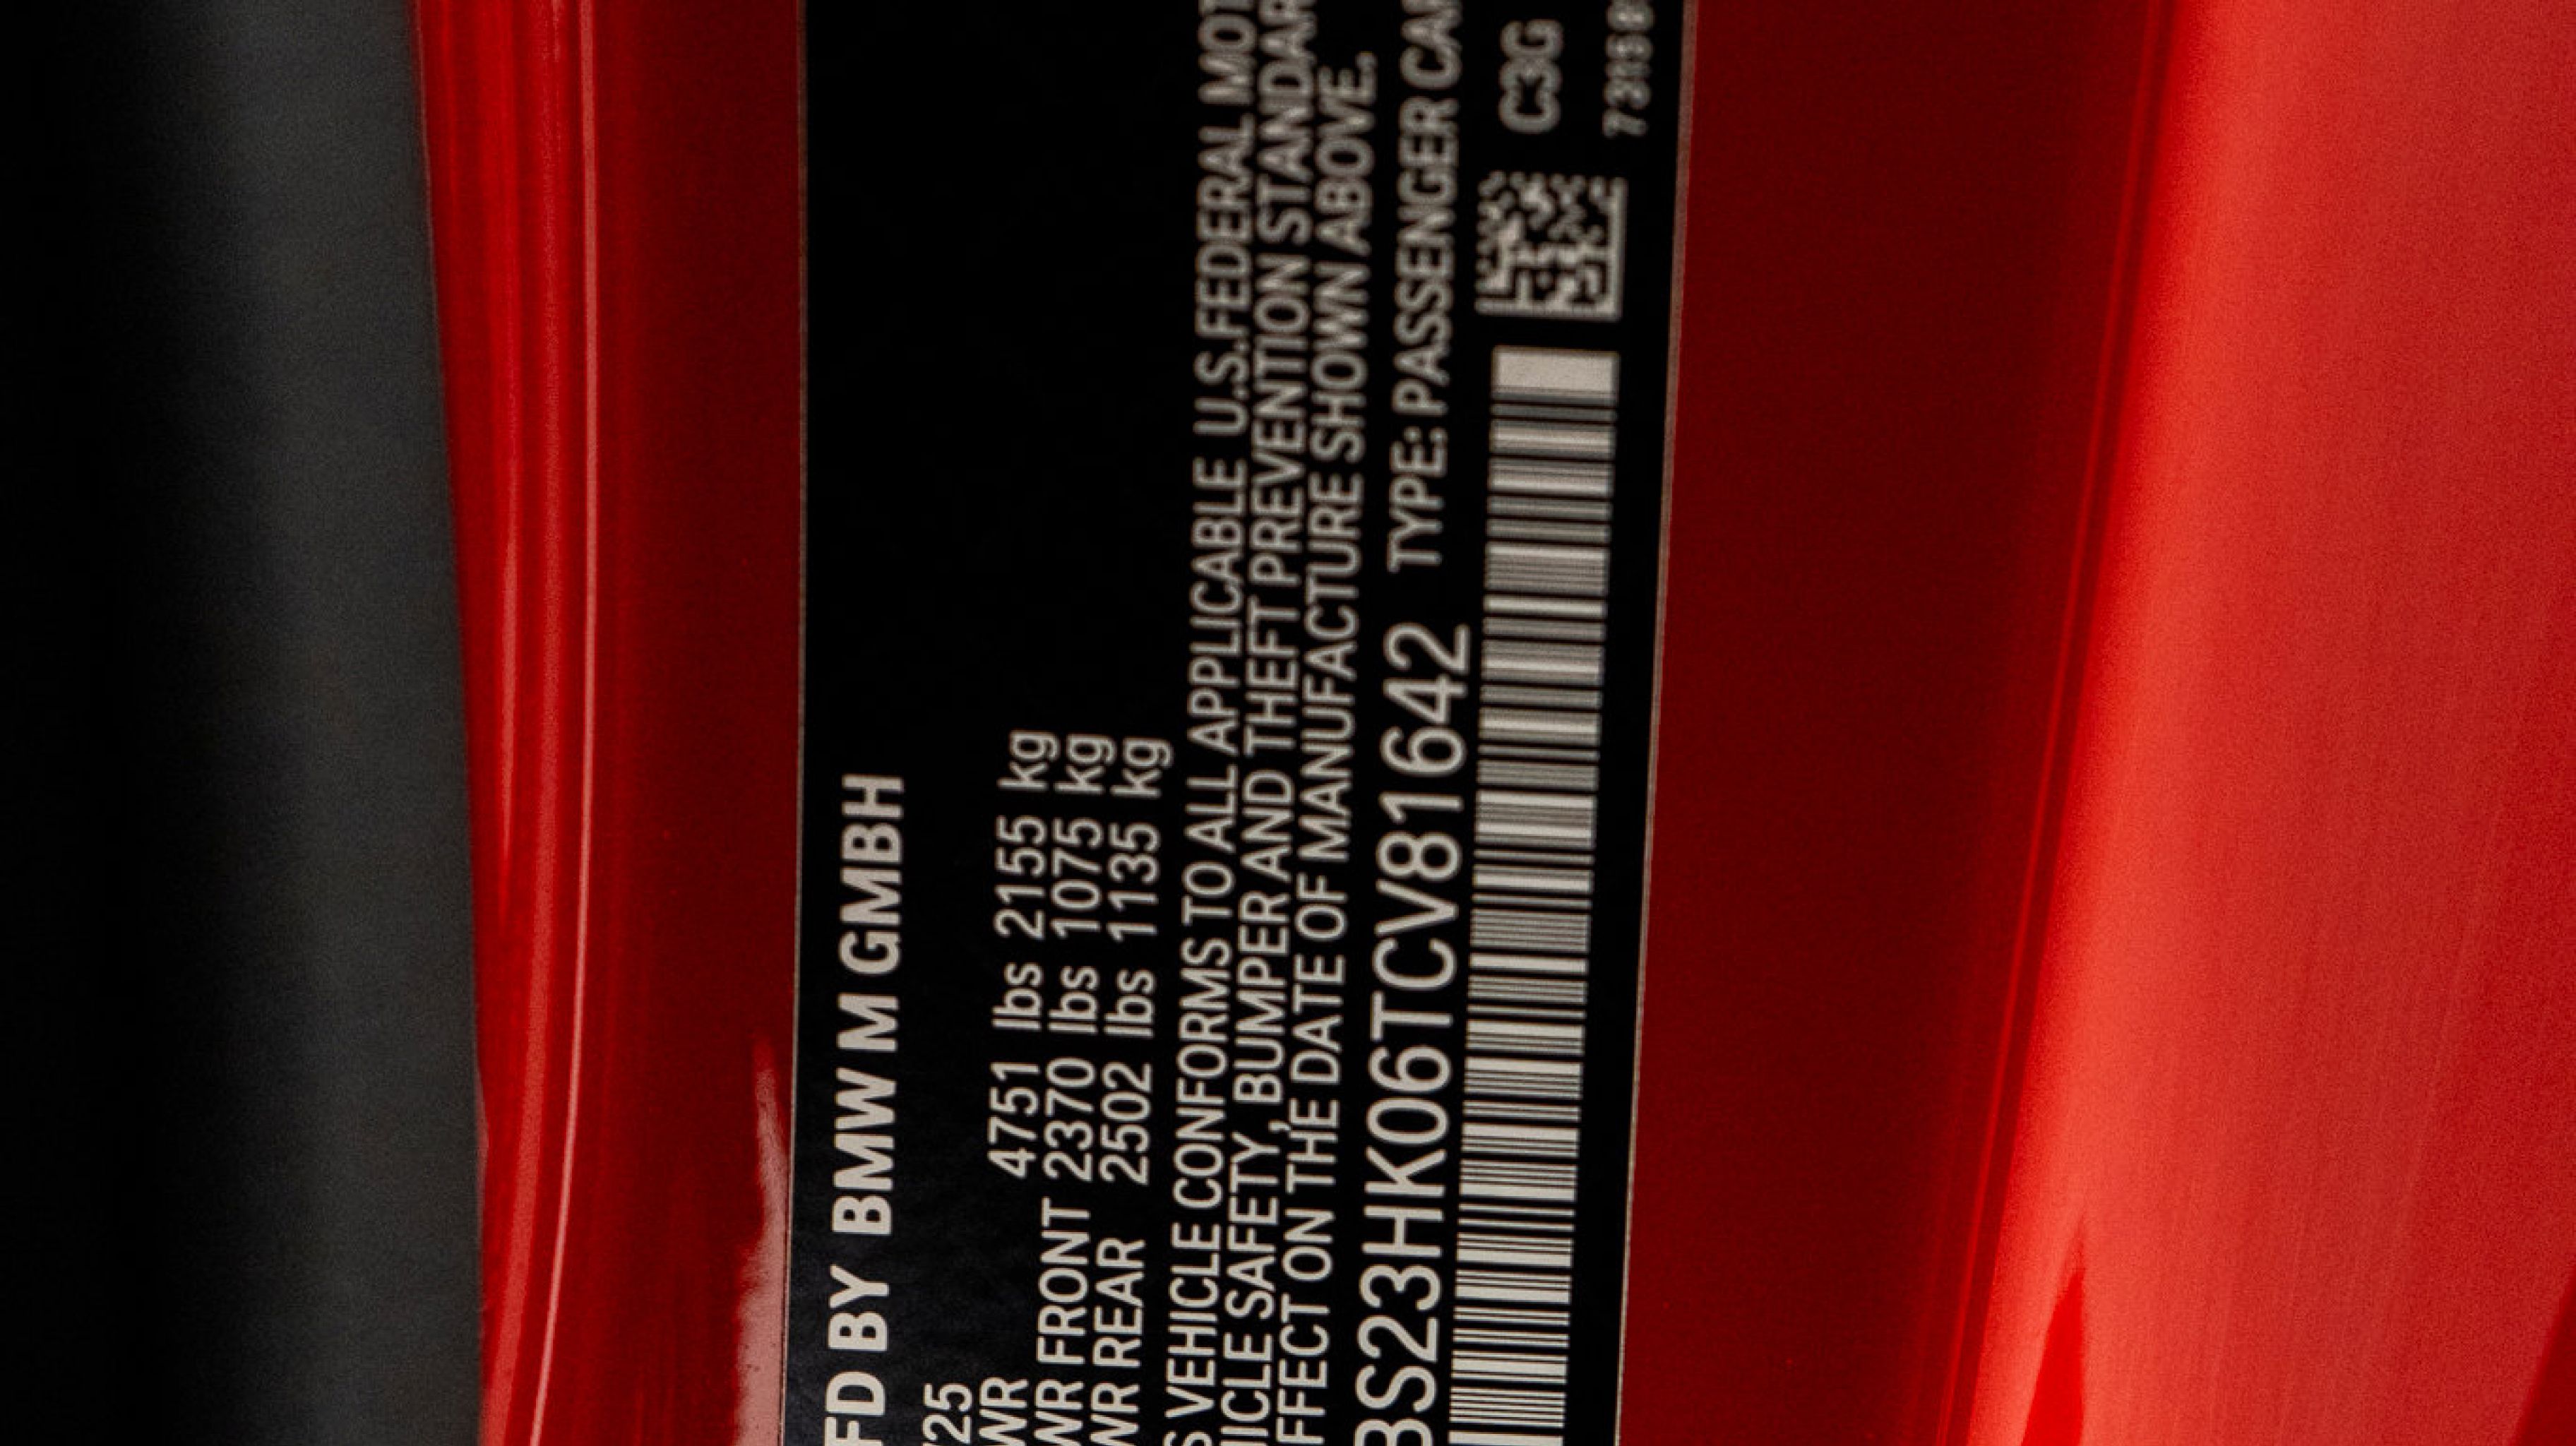 FD BY BMW M GMBH
/25
WR 4751 lbs 2155 kg
WR FRONT 2370 lbs 1075 kg
WR REAR 2502 lbs 1135 kg
S VEHICLE CONFORMS TO ALL APPLICABLE U.S.FEDERAL MOT
ICLE SAFETY, BUMPER AND THEFT PREVENTION STANDAR
FFECT ON THE DATE OF MANUFACTURE SHOWN ABOVE.
BS23HK06TCV81642 TYPE: PASSENGER CAR
C3G